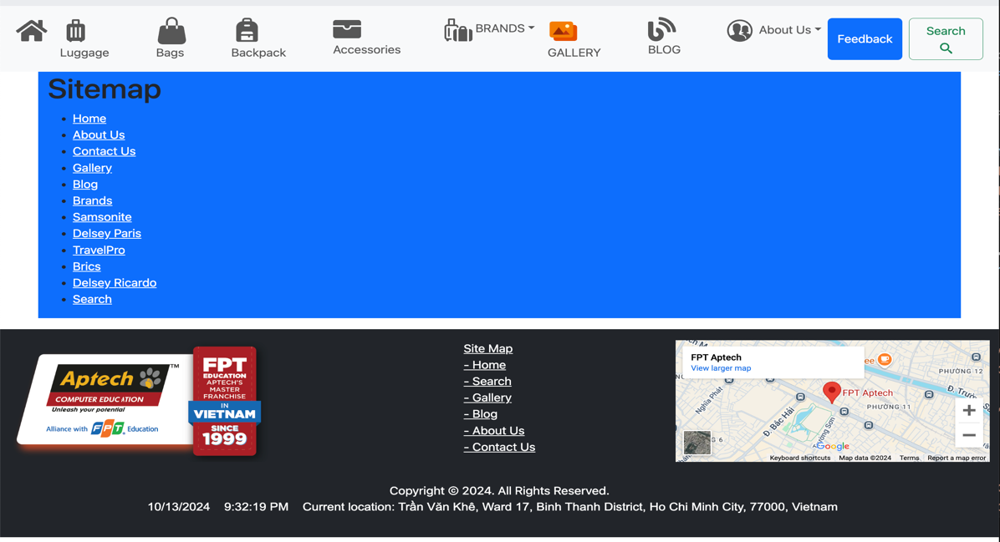 Luggage
Bags
Backpack
Accessories
BRANDS
GALLERY
BLOG
About Us
Feedback
Search
Sitemap
Home
About Us
Contact Us
Gallery
Blog
Brands
Samsonite
Delsey Paris
TravelPro
Brics
Delsey Ricardo
Search
Aptech
TM
COMPUTER EDUCATION
Unleash your potential
Alliance with FPT Education
FPT
EDUCATION
APTECH'S
MASTER
FRANCHISE
IN
VIETNAM
SINCE
1999
Site Map
- Home
- Search
- Gallery
- Blog
- About Us
- Contact Us
FPT Aptech
View larger map
ee
PHƯỜNG 12
Nghĩa Phát
FPT Aptech
Đ. Trườ
PHƯỜNG 11
Đ. Bắc Hải
G 6
Google
Keyboard shortcuts Map data ©2024 Terms Report a map error
Copyright © 2024. All Rights Reserved.
10/13/2024 9:32:19 PM Current location: Trần Văn Khê, Ward 17, Binh Thanh District, Ho Chi Minh City, 77000, Vietnam